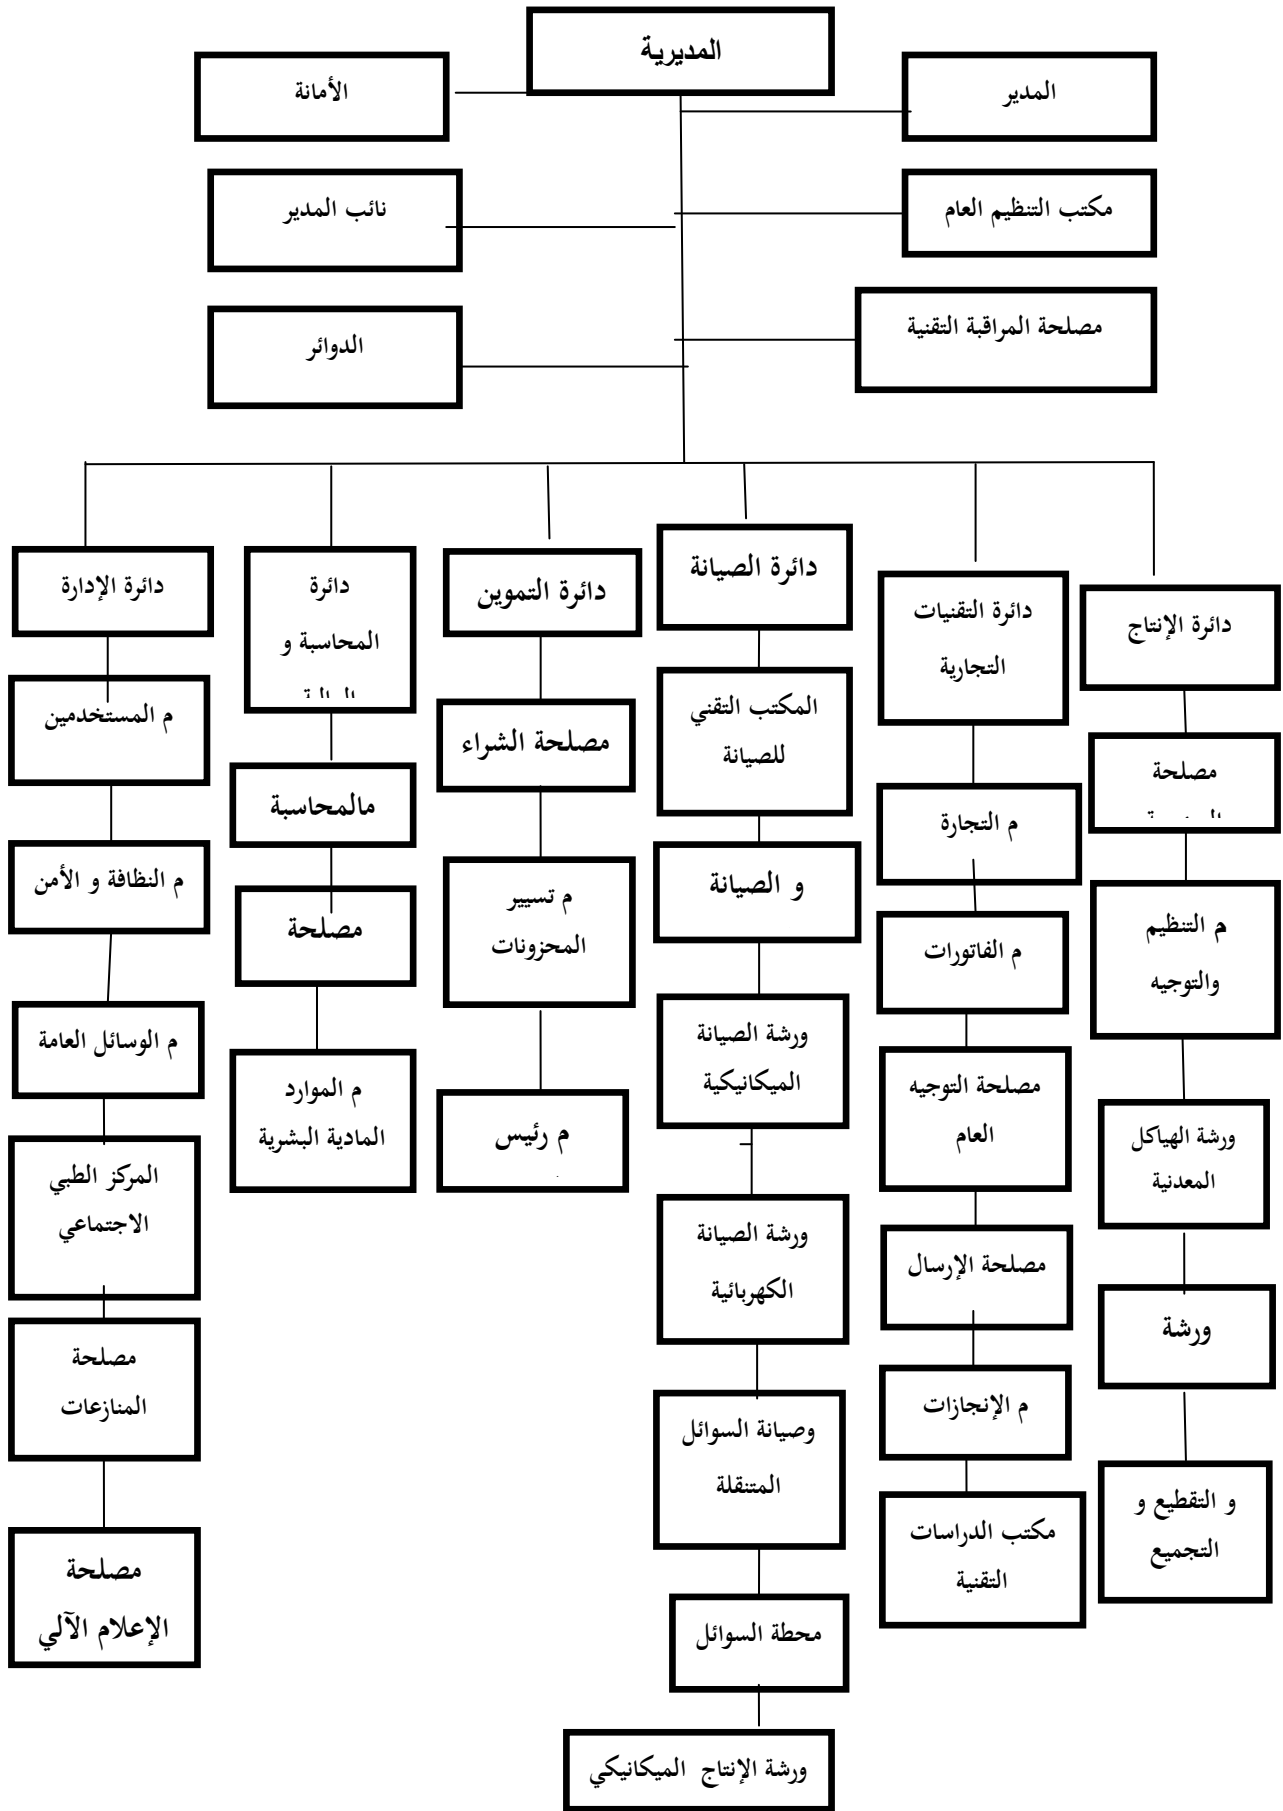 المديرية
المدير
الأمانة
مكتب التنظيم العام
نائب المدير
مصلحة المراقبة التقنية
الدوائر
دائرة الإنتاج
مصلحة
م التنظيم
والتوجيه
ورشة الهياكل
المعدنية
ورشة
و التقطيع و
التجميع
دائرة التقنيات
التجارية
م التجارة
م الفاتورات
مصلحة التوجيه
العام
مصلحة الإرسال
م الإنجازات
مكتب الدراسات
التقنية
دائرة الصيانة
المكتب التقني
للصيانة
و الصيانة
ورشة الصيانة
الميكانيكية
ورشة الصيانة
الكهربائية
وصيانة السوائل
المتنقلة
محطة السوائل
ورشة الإنتاج الميكانيكي
دائرة التموين
مصلحة الشراء
م تسيير
المحزونات
م رئيس
دائرة
المحاسبة و
مالمحاسبة
مصلحة
م الموارد
المادية البشرية
دائرة الإدارة
م المستخدمين
م النظافة و الأمن
م الوسائل العامة
المركز الطبي
الاجتماعي
مصلحة
المنازعات
مصلحة
الإعلام الآلي